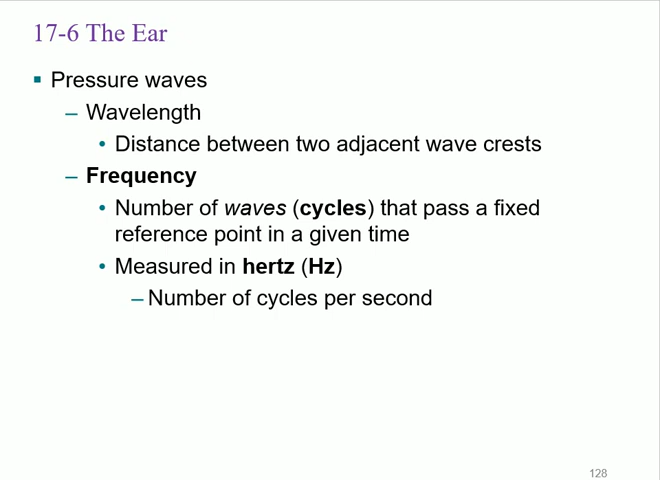 17-6 The Ear
▪ Pressure waves
– Wavelength
• Distance between two adjacent wave crests
– Frequency
• Number of waves (cycles) that pass a fixed
reference point in a given time
• Measured in hertz (Hz)
– Number of cycles per second
128